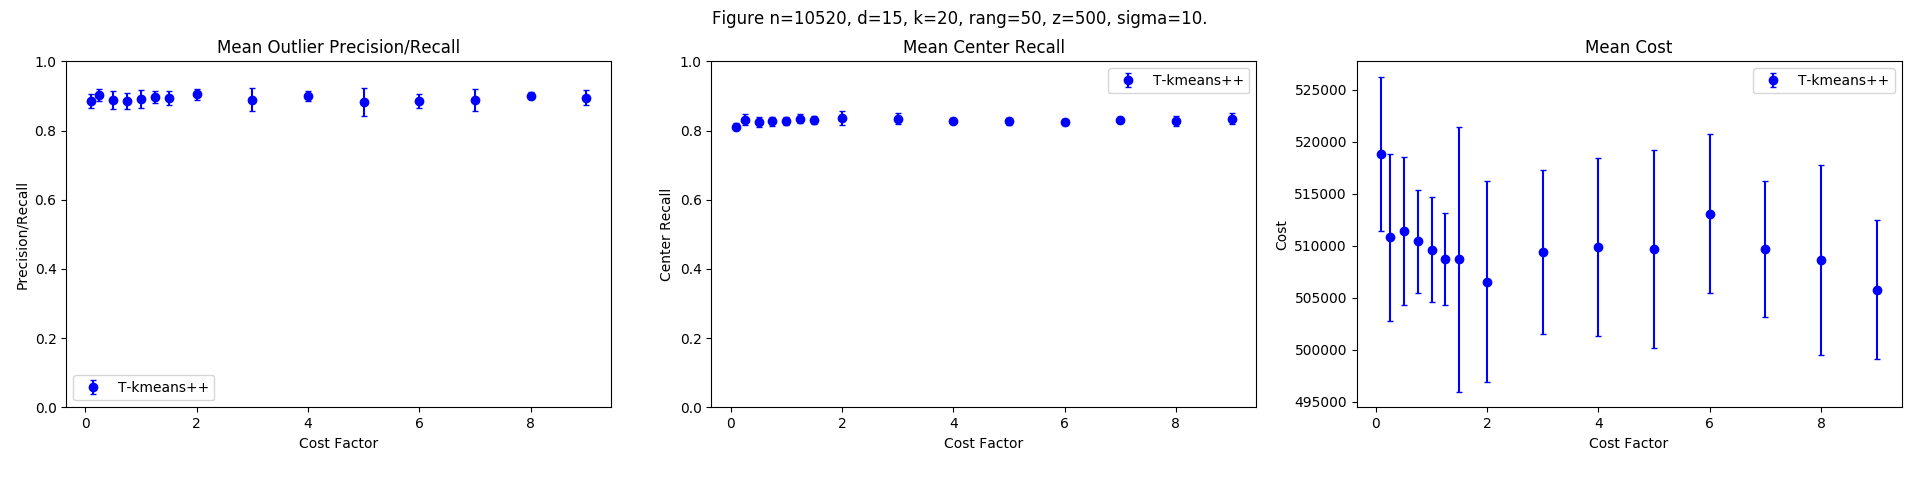 Figure n=10520, d=15, k=20, rang=50, z=500, sigma=10.
Mean Outlier Precision/Recall
1.0
0.8
0.6
0.4
0.2
0.0
Precision/Recall
T-kmeans++
0 2 4 6 8
Cost Factor
Mean Center Recall
1.0
0.8
0.6
0.4
0.2
0.0
Center Recall
T-kmeans++
0 2 4 6 8
Cost Factor
Mean Cost
525000
520000
515000
510000
505000
500000
495000
Cost
T-kmeans++
0 2 4 6 8
Cost Factor